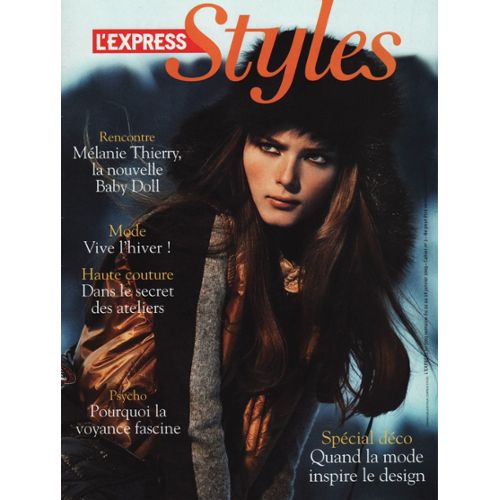 L'EXPRESS
Styles
Rencontre
Mélanie Thierry,
la nouvelle
Baby Doll
Mode
Vive l'hiver !
Haute couture
Dans le secret
des ateliers
Psycho
Pourquoi la
voyance fascine
Spécial déco
Quand la mode
inspire le design